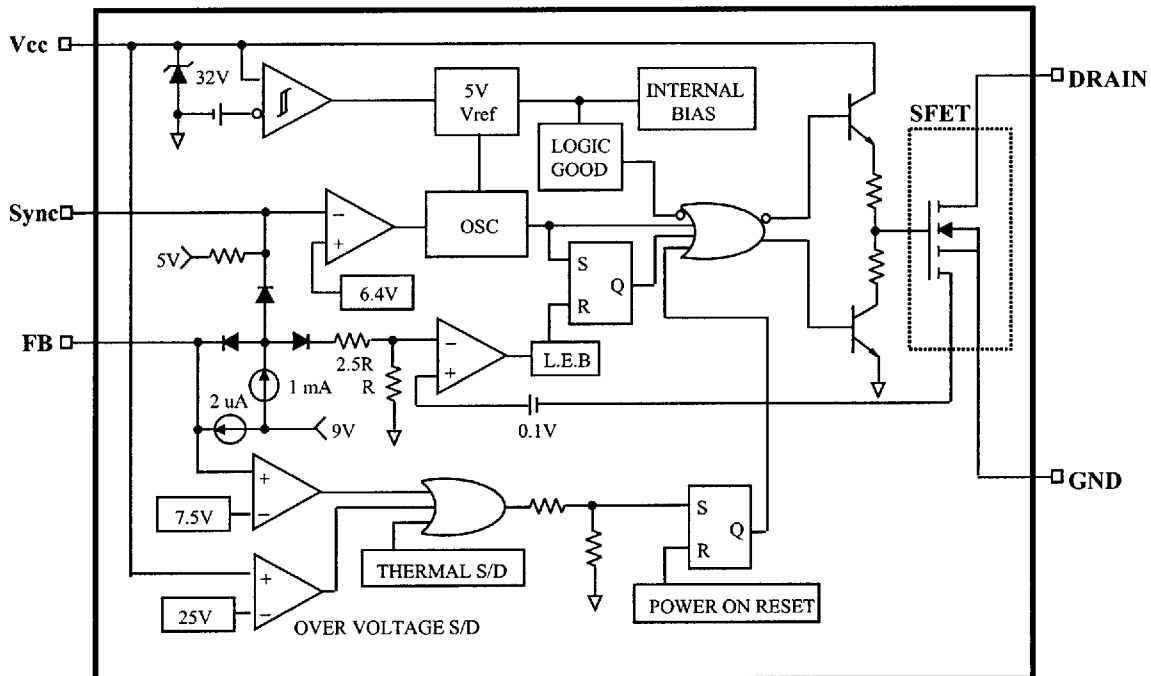 Vcc
32V
5V
Vref
INTERNAL
BIAS
DRAIN
LOGIC
GOOD
SFET
Sync
−
+
OSC
5V
6.4V
S
Q
R
FB
2.5R
R
−
+
L.E.B
1 mA
2 uA
9V
0.1V
+
−
7.5V
GND
S
Q
R
THERMAL S/D
+
−
25V
POWER ON RESET
OVER VOLTAGE S/D